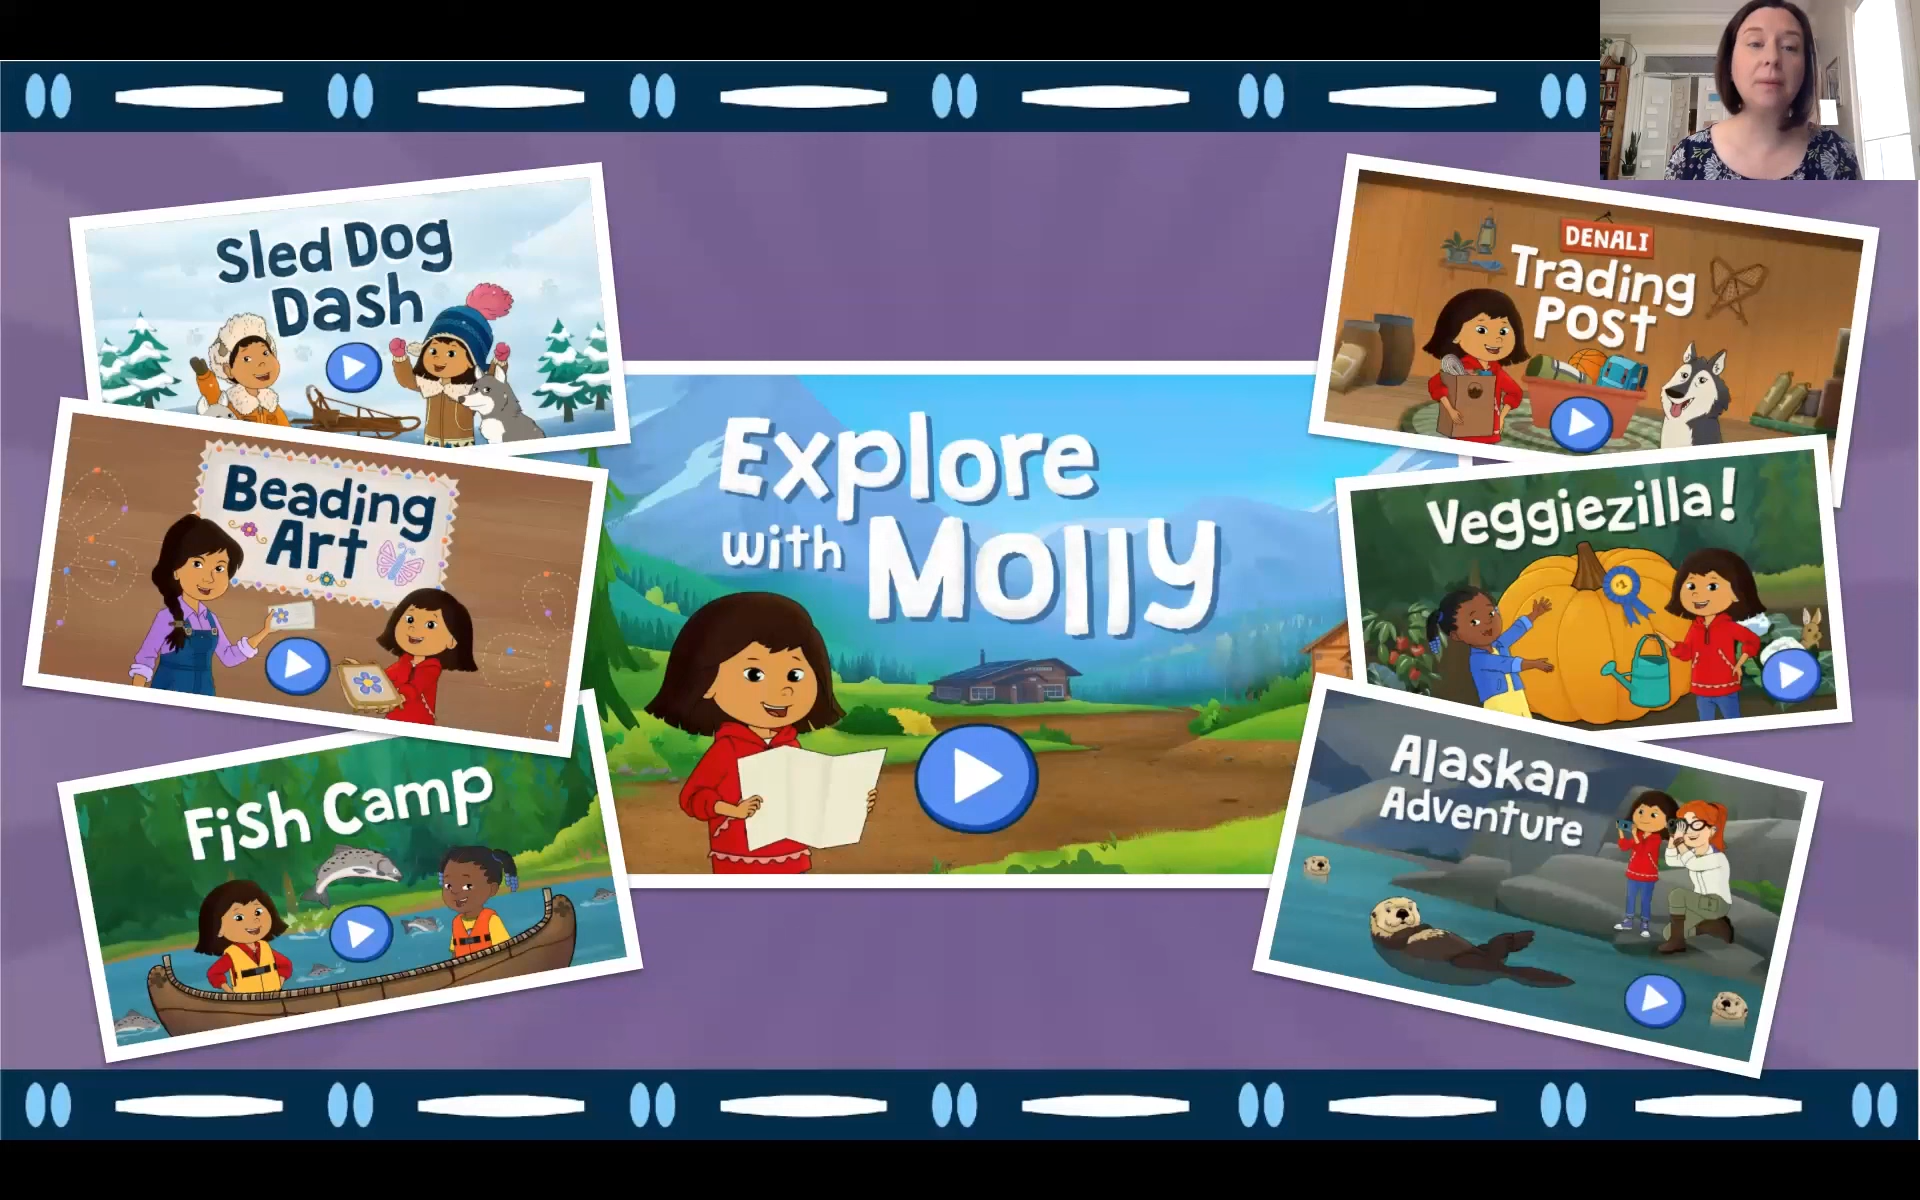 Sled Dog
Dash
Beading
Art
Fish Camp
Explore
with Molly
DENALI
Trading
Post
Veggiezilla!
Alaskan
Adventure